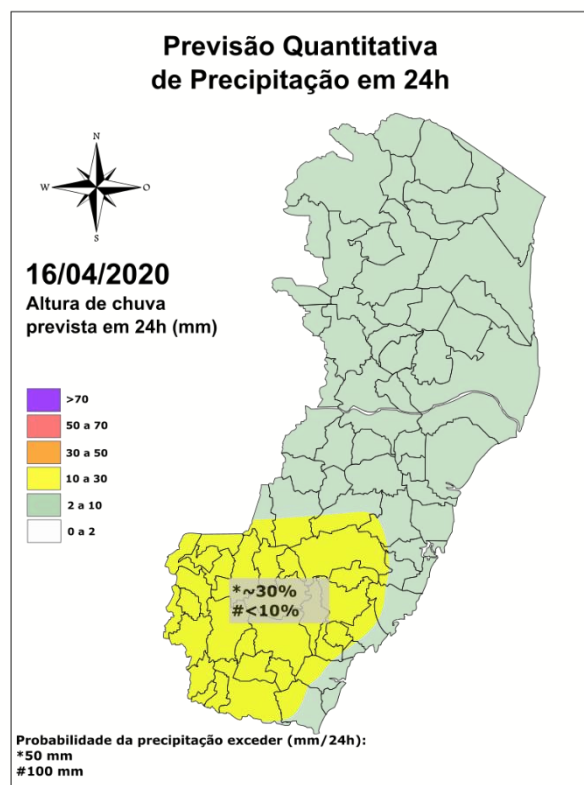 Previsão Quantitativa
de Precipitação em 24h
N
W
O
S
16/04/2020
Altura de chuva
prevista em 24h (mm)
>70
50 a 70
30 a 50
10 a 30
2 a 10
0 a 2
*~30%
#<10%
Probabilidade da precipitação exceder (mm/24h):
*50 mm
#100 mm